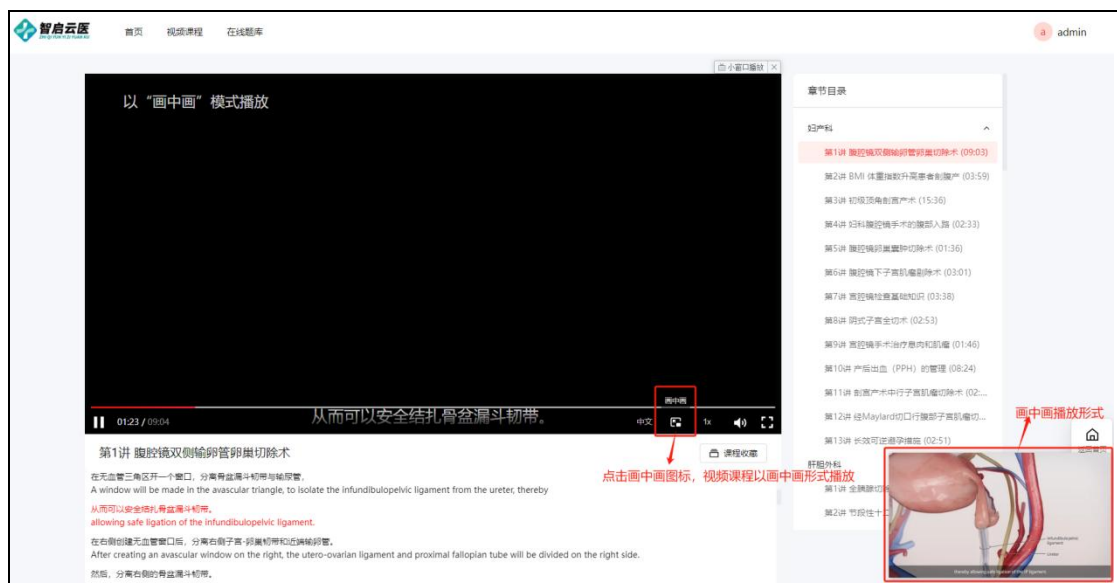 智启云医
首页 视频课程 在线题库
a admin
小窗口播放 ×
以“画中画”模式播放
章节目录
妇产科
第1讲 腹腔镜双侧输卵管卵巢切除术 (09:03)
第2讲 BMI 体重指数升高患者剖腹产 (03:59)
第3讲 初级顶角剖宫产术 (15:36)
第4讲 妇科腹腔镜手术的腹部入路 (02:33)
第5讲 腹腔镜卵巢囊肿切除术 (01:36)
第6讲 腹腔镜下子宫肌瘤剔除术 (03:01)
第7讲 宫腔镜检查基础知识 (03:38)
第8讲 阴式子宫全切术 (02:53)
第9讲 宫腔镜手术治疗息肉和肌瘤 (01:46)
第10讲 产后出血 (PPH) 的管理 (08:24)
第11讲 剖宫产术中行子宫肌瘤切除术 (02:...
第12讲 经Maylard切口行腹部子宫肌瘤切...
第13讲 长效可逆避孕措施 (02:51)
肝胆外科
第1讲 全胰腺切
第2讲 节段性十二
画中画
从而可以安全结扎骨盆漏斗韧带。
01:23 / 09:04
中文
1x
画中画播放形式
返回首页
第1讲 腹腔镜双侧输卵管卵巢切除术
课程收藏
点击画中画图标，视频课程以画中画形式播放
在无血管三角区开一个窗口，分离骨盆漏斗韧带与输尿管，
A window will be made in the avascular triangle, to isolate the infundibulopelvic ligament from the ureter, thereby
从而可以安全结扎骨盆漏斗韧带。
allowing safe ligation of the infundibulopelvic ligament.
在右侧创建无血管窗口后，分离右侧子宫-卵巢韧带和近端输卵管。
After creating an avascular window on the right, the utero-ovarian ligament and proximal fallopian tube will be divided on the right side.
然后，分离右侧的骨盆漏斗韧带。
Infundibulopelvic
ligament
Ureter
thereby allowing safe ligation of the IP ligament.